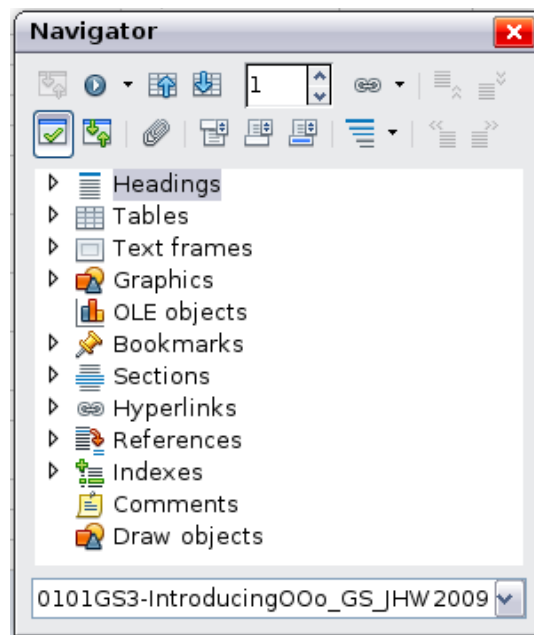 Navigator
1
Headings
Tables
Text frames
Graphics
OLE objects
Bookmarks
Sections
Hyperlinks
References
Indexes
Comments
Draw objects
0101GS3-IntroducingOOo_GS_JHW2009